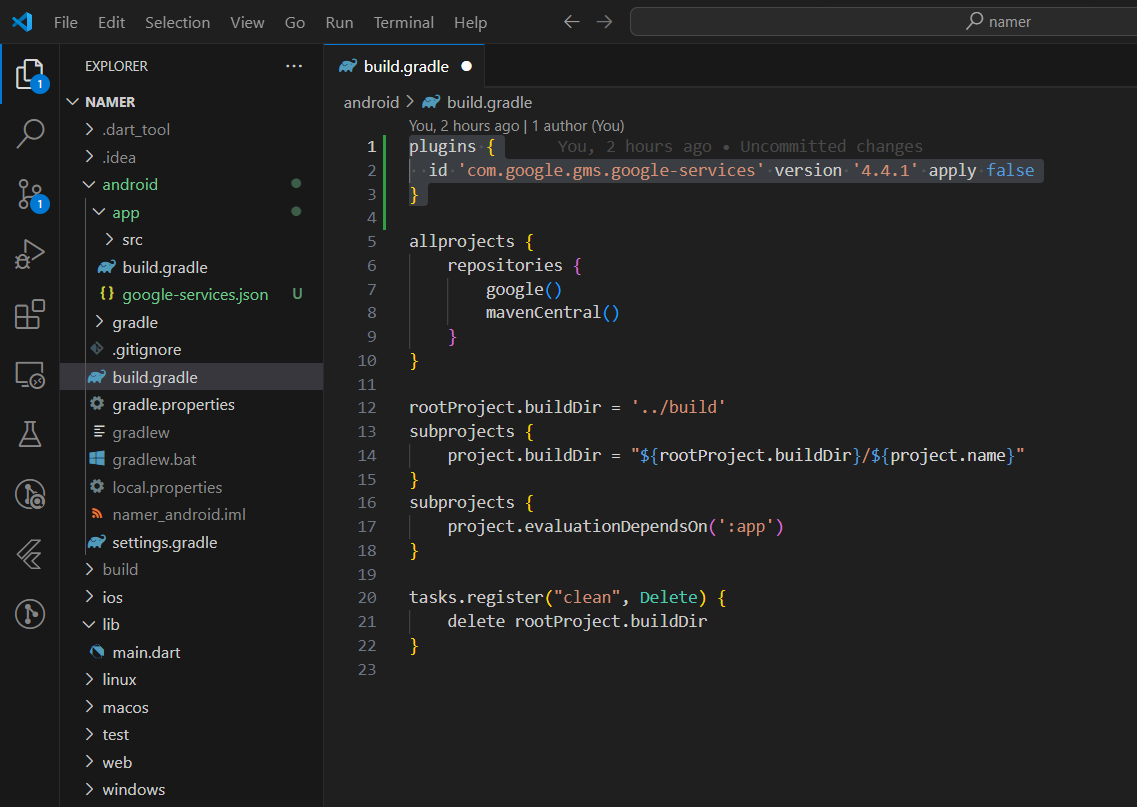 File Edit Selection View Go Run Terminal Help
namer
EXPLORER
NAMER
.dart_tool
.idea
android
app
src
build.gradle
google-services.json U
gradle
.gitignore
build.gradle
gradle.properties
gradlew
gradlew.bat
local.properties
namer_android.iml
settings.gradle
build
ios
lib
main.dart
linux
macos
test
web
windows
1
1
build.gradle
android > build.gradle
You, 2 hours ago | 1 author (You)
1 plugins { You, 2 hours ago • Uncommitted changes
2 id 'com.google.gms.google-services' version '4.4.1' apply false
3 }
4
5 allprojects {
6 repositories {
7 google()
8 mavenCentral()
9 }
10 }
11
12 rootProject.buildDir = '../build'
13 subprojects {
14 project.buildDir = "${rootProject.buildDir}/${project.name}"
15 }
16 subprojects {
17 project.evaluationDependsOn(':app')
18 }
19
20 tasks.register("clean", Delete) {
21 delete rootProject.buildDir
22 }
23